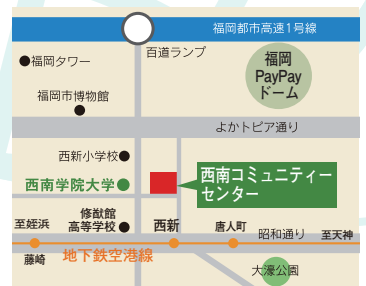 福岡都市高速1号線
百道ランプ
福岡タワー
福岡
PayPay
ドーム
福岡市博物館
よかトピア通り
西新小学校
西南学院大学
西南コミュニティー
センター
修猷館
高等学校
西新
唐人町
至姪浜
昭和通り
至天神
藤崎
地下鉄空港線
大濠公園